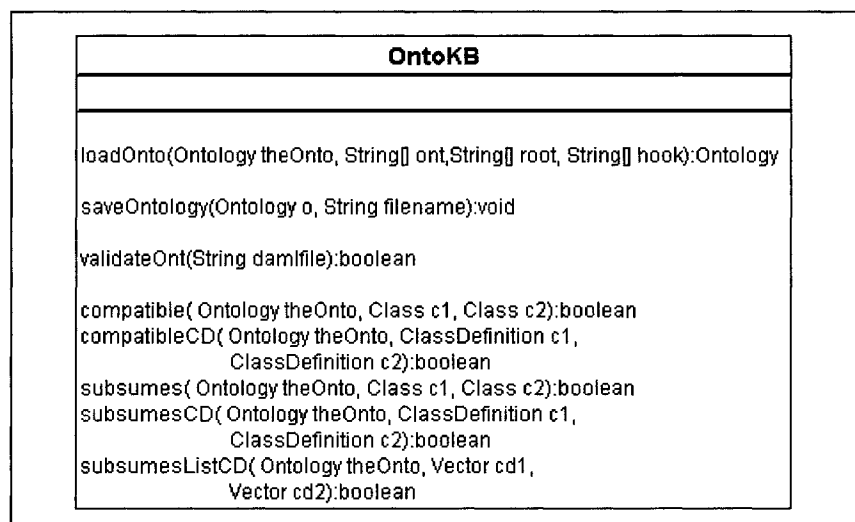 OntoKB
loadOnto(Ontology theOnto, String[] ont,String[] root, String[] hook):Ontology
saveOntology(Ontology o, String filename):void
validateOnt(String damlfile):boolean
compatible( Ontology theOnto, Class c1, Class c2):boolean
compatibleCD( Ontology theOnto, ClassDefinition c1,
ClassDefinition c2):boolean
subsumes( Ontology theOnto, Class c1, Class c2):boolean
subsumesCD( Ontology theOnto, ClassDefinition c1,
ClassDefinition c2):boolean
subsumesListCD( Ontology theOnto, Vector cd1,
Vector cd2):boolean